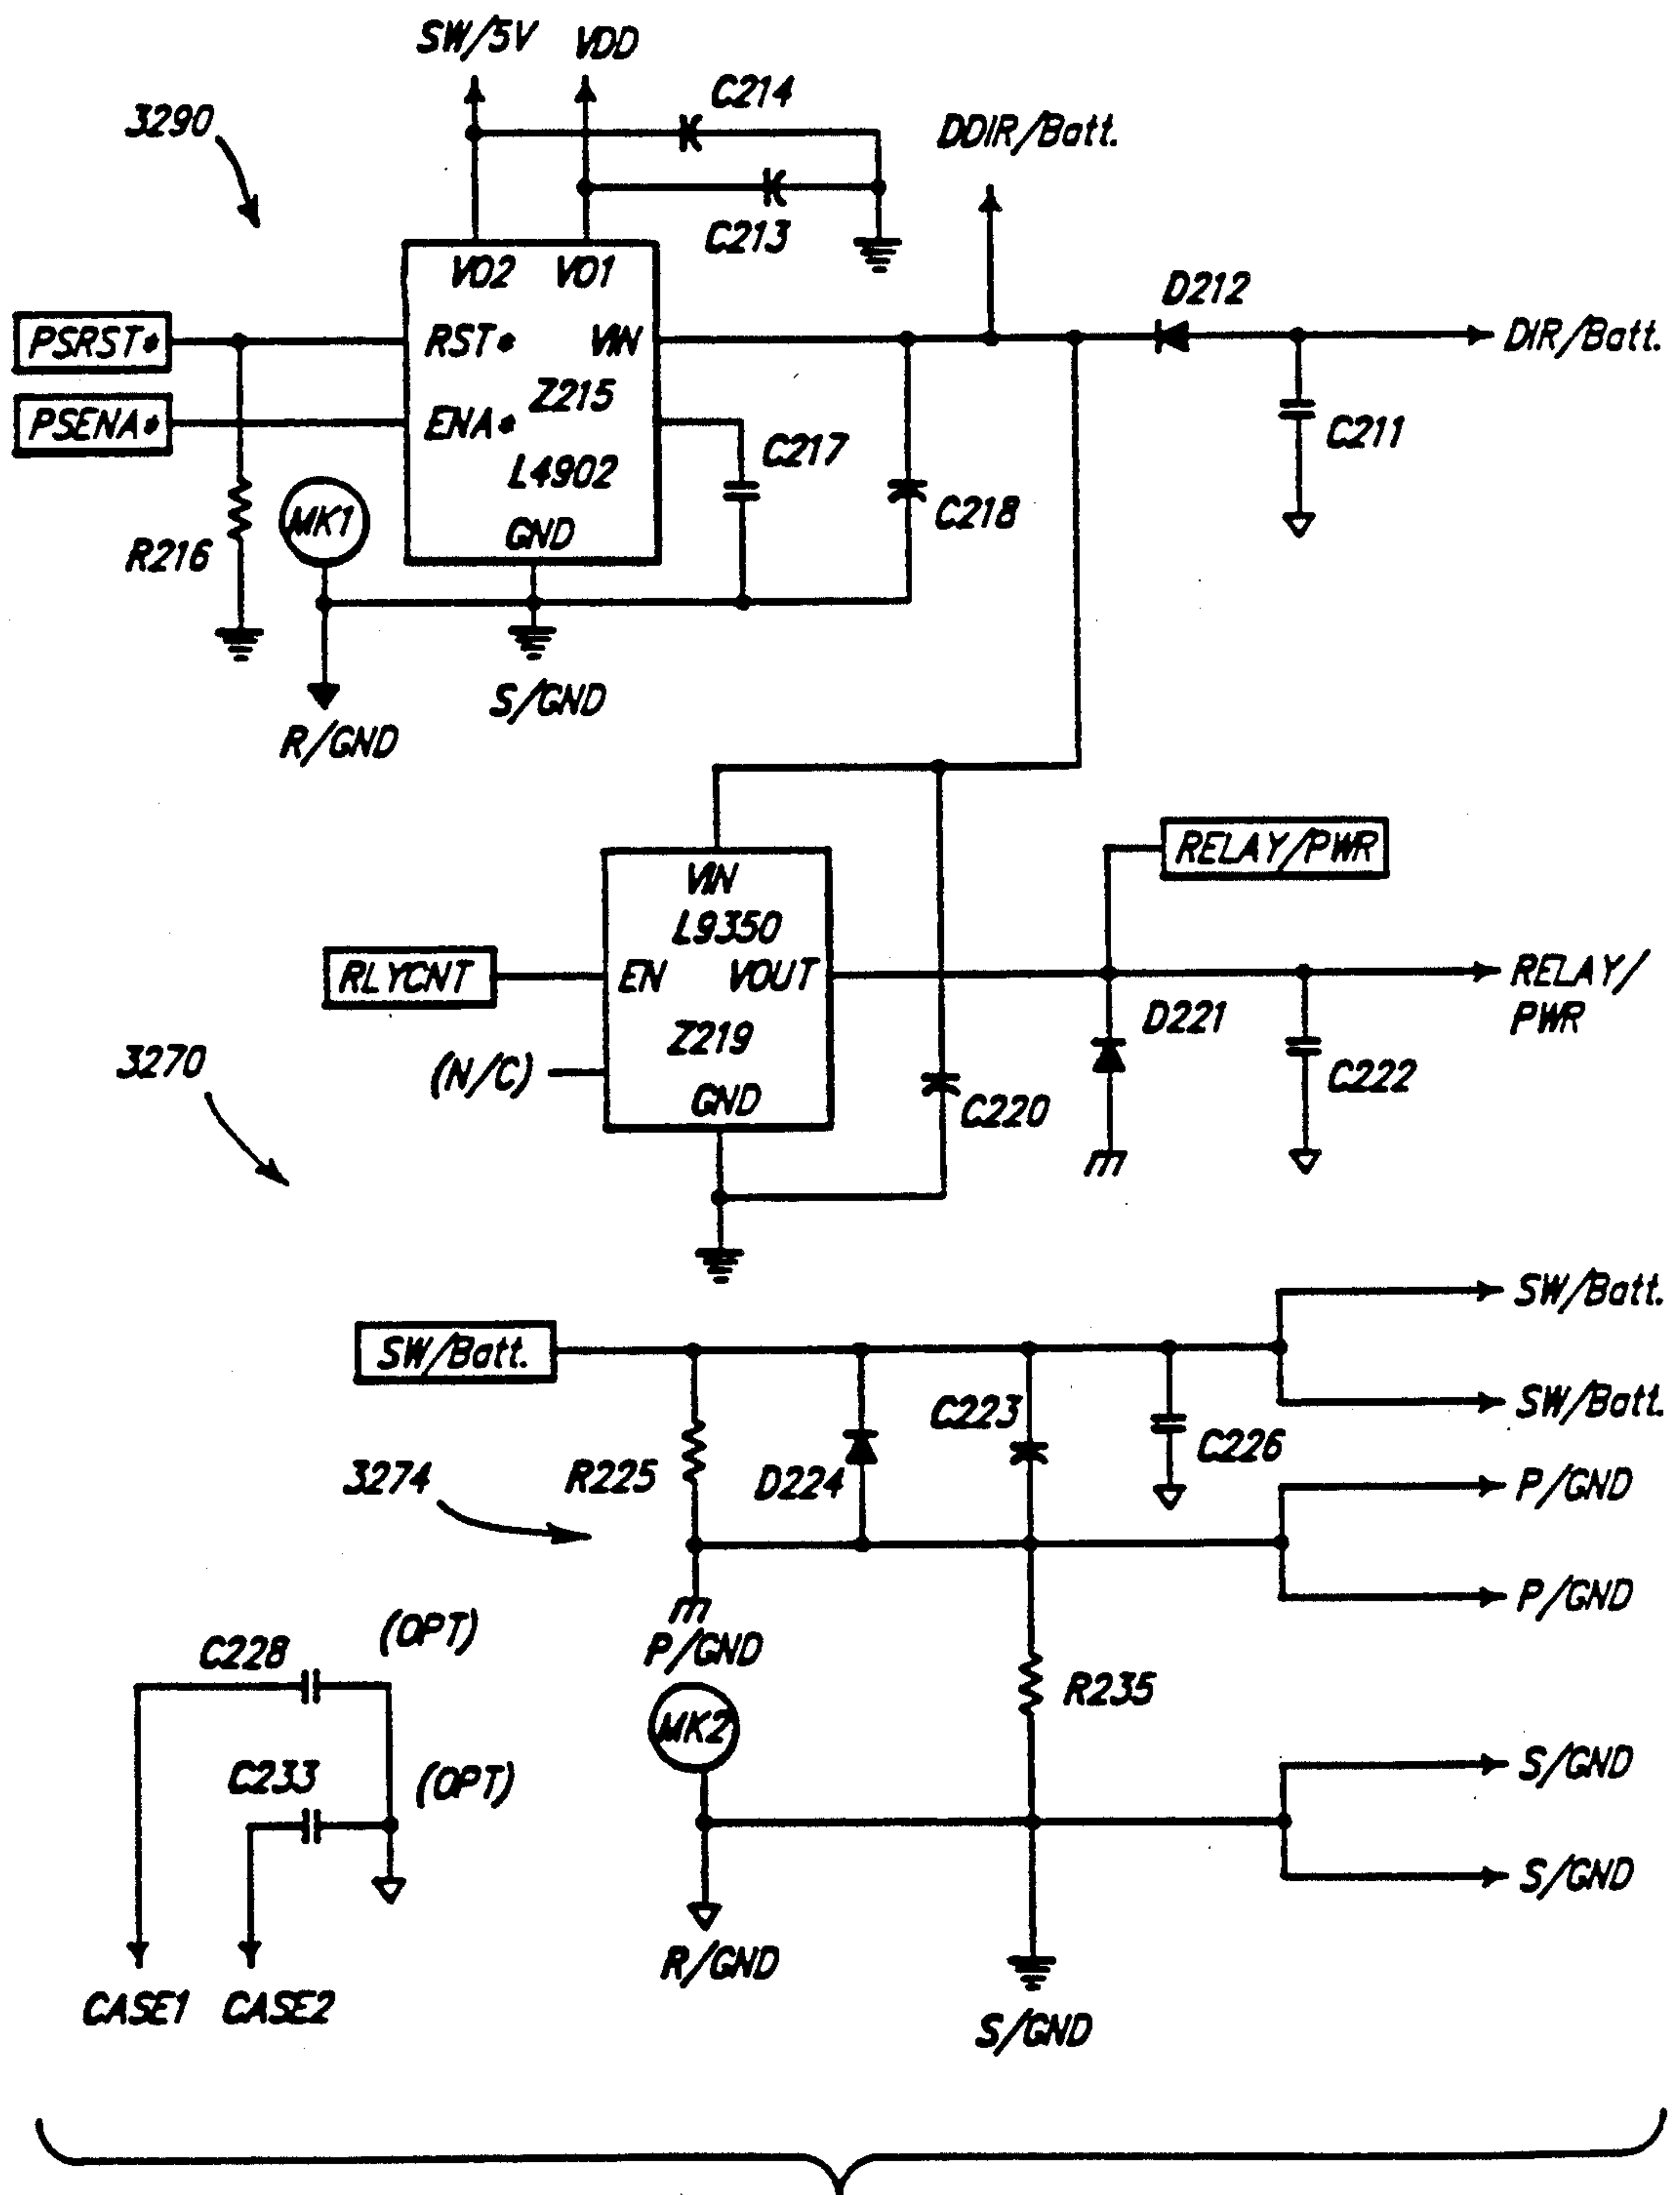 SW/5V VDD
C214
3290
DDIR/Batt.
C213
VO2 VO1
D212
PSRST*
RST* VIN
DIR/Batt.
Z215
PSENA*
ENA*
C217
C211
L4902
MK1
C218
GND
R216
S/GND
R/GND
RELAY/PWR
VIN
L9350
RLYCNT
EN VOUT
RELAY/
PWR
D221
Z219
3270
(N/C)
C222
GND
C220
SW/Batt.
SW/Batt.
SW/Batt.
C223
C226
R225
D224
3274
P/GND
P/GND
P/GND
(OPT)
C228
R235
MK2
C233
(OPT)
S/GND
S/GND
R/GND
CASE1 CASE2
S/GND